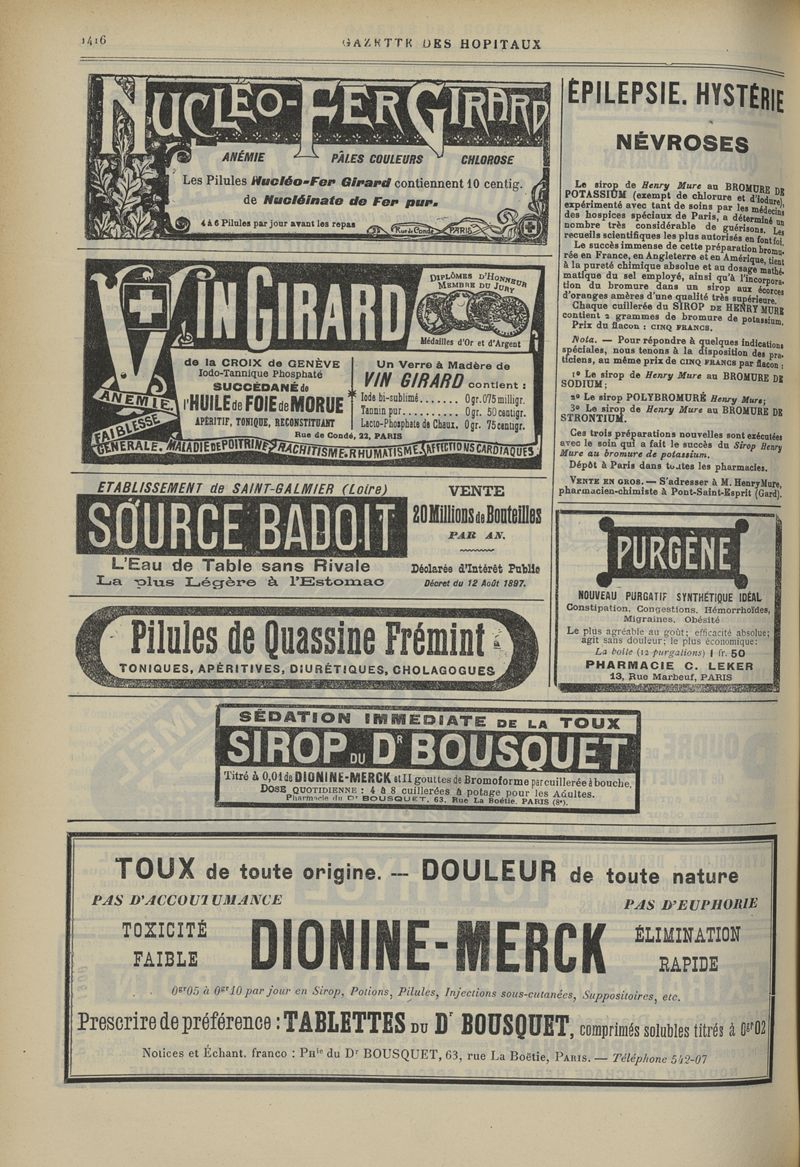 1416
GAZETTE DES HOPITAUX
NUCLÉO-FER GIRARD
ANÉMIE PÂLES COULEURS CHLOROSE
Les Pilules Nucléo-Fer Girard contiennent 10 centig.
de Nucléinate de Fer pur.
4 à 6 Pilules par jour avant les repas
Rue de Condé PARIS
VIN GIRARD
DIPLÔMES D'HONNEUR
MEMBRE DU JURY
Médailles d'Or et d'Argent
de la CROIX de GENÈVE
Iodo-Tannique Phosphaté
SUCCÉDANÉ de
l'HUILE de FOIE de MORUE
APÉRITIF, TONIQUE, RECONSTITUANT
Rue de Condé, 22, PARIS
Un Verre à Madère de
VIN GIRARD contient :
Iode bi-sublimé....... 0 gr. 075 milligr.
Tannin pur.......... 0 gr. 50 centigr.
Lacto-Phosphate de Chaux. 0 gr. 75 centigr.
ANEMIE
FAIBLESSE
GÉNERALE. MALADIE DE POITRINE, RACHITISME, RHUMATISME, AFFECTIONS CARDIAQUES
ETABLISSEMENT de SAINT-GALMIER (Loire)
SOURCE BADOIT
L'Eau de Table sans Rivale
La plus Légère à l'Estomac
VENTE
20 Millions de Bouteilles
PAR AN.
Déclarée d'Intérêt Public
Décret du 12 Août 1897.
Pilules de Quassine Frémint
TONIQUES, APÉRITIVES, DIURÉTIQUES, CHOLAGOGUES
ÉPILEPSIE. HYSTÉRIE
NÉVROSES
Le sirop de Henry Mure au BROMURE DE
POTASSIUM (exempt de chlorure et d'iodure),
expérimenté avec tant de soins par les médecins
des hospices spéciaux de Paris, a déterminé un
nombre très considérable de guérisons. Les
recueils scientifiques les plus autorisés en font foi.
Le succès immense de cette préparation bromu-
rée en France, en Angleterre et en Amérique, tient
à la pureté chimique absolue et au dosage mathé-
matique du sel employé, ainsi qu'à l'incorpora-
tion du bromure dans un sirop aux écorces
d'oranges amères d'une qualité très supérieure.
Chaque cuillerée du SIROP DE HENRY MURE
contient 2 grammes de bromure de potassium.
Prix du flacon : CINQ FRANCS.
Nota. — Pour répondre à quelques indications
spéciales, nous tenons à la disposition des pra-
ticiens, au même prix de CINQ FRANCS par flacon :
1º Le sirop de Henry Mure au BROMURE DE
SODIUM ;
2º Le sirop POLYBROMURÉ Henry Mure ;
3º Le sirop de Henry Mure au BROMURE DE
STRONTIUM.
Ces trois préparations nouvelles sont exécutées
avec le soin qui a fait le succès du Sirop Henry
Mure au bromure de potassium.
Dépôt à Paris dans toutes les pharmacies.
VENTE EN GROS. — S'adresser à M. Henry Mure,
pharmacien-chimiste à Pont-Saint-Esprit (Gard).
PURGÈNE
NOUVEAU PURGATIF SYNTHÉTIQUE IDÉAL
Constipation, Congestions, Hémorrhoïdes,
Migraines, Obésité
Le plus agréable au goût; efficacité absolue;
agit sans douleur; le plus économique:
La boîte (12 purgations) 1 fr. 50
PHARMACIE C. LEKER
13, Rue Marbeuf, PARIS
SÉDATION IMMEDIATE DE LA TOUX
SIROP DU Dr BOUSQUET
Titré à 0,01 de DIONINE-MERCK et II gouttes de Bromoforme par cuillerée à bouche.
DOSE QUOTIDIENNE : 4 à 8 cuillerées à potage pour les Adultes.
Pharmacie du Dr BOUSQUET, 63, Rue La Boétie, PARIS (8e).
TOUX de toute origine. — DOULEUR de toute nature
PAS D'ACCOUTUMANCE
PAS D'EUPHORIE
TOXICITÉ
FAIBLE
DIONINE-MERCK
ÉLIMINATION
RAPIDE
0gr05 à 0gr10 par jour en Sirop, Potions, Pilules, Injections sous-cutanées, Suppositoires, etc.
Prescrire de préférence : TABLETTES DU Dr BOUSQUET, comprimés solubles titrés à 0gr02
Notices et Échant. franco : Phie du Dr BOUSQUET, 63, rue La Boëtie, PARIS. — Téléphone 542-07